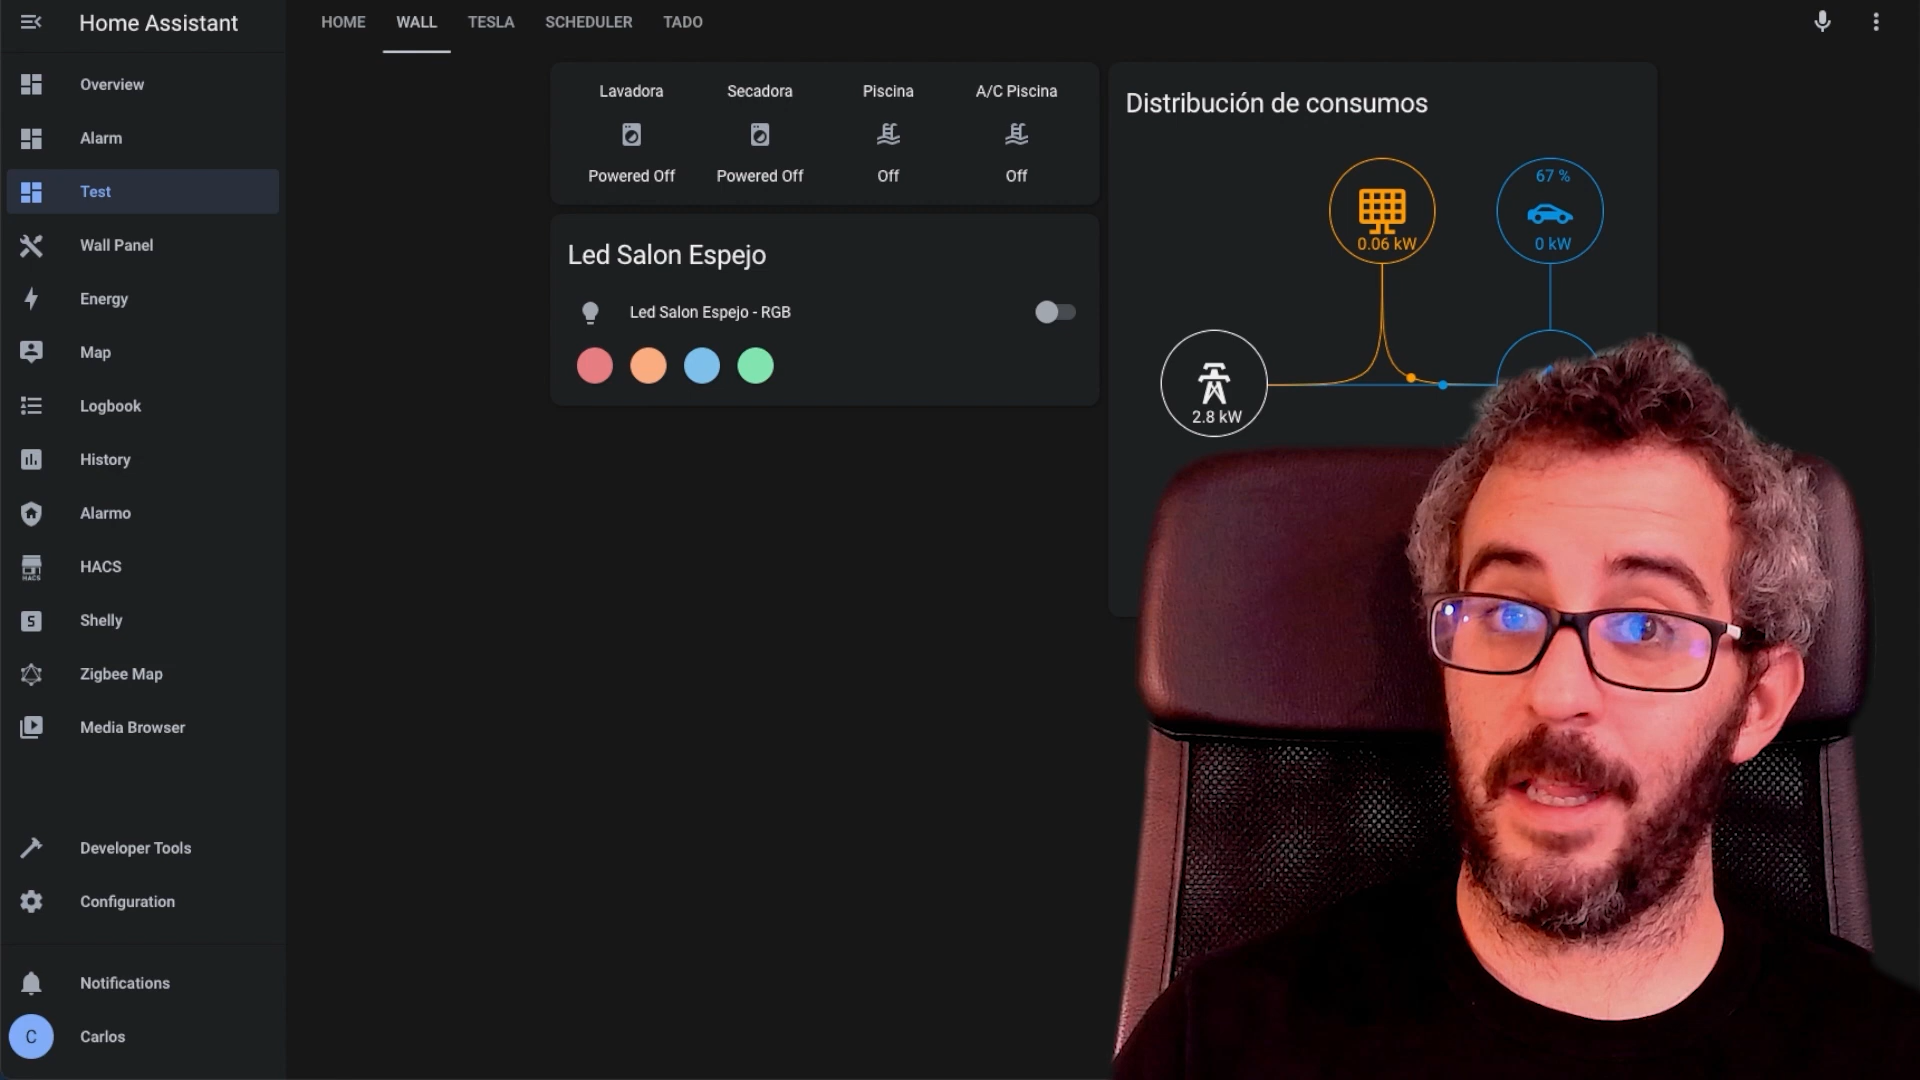 Home Assistant
HOME WALL TESLA SCHEDULER TADO
Overview
Alarm
Test
Wall Panel
Energy
Map
Logbook
History
Alarmo
HACS
HACS
Shelly
S
Zigbee Map
Media Browser
Developer Tools
Configuration
Notifications
C
Carlos
Lavadora Secadora Piscina A/C Piscina
Powered Off Powered Off Off Off
Led Salon Espejo
Led Salon Espejo - RGB
Distribución de consumos
67 %
0.06 kW
0 kW
2.8 kW